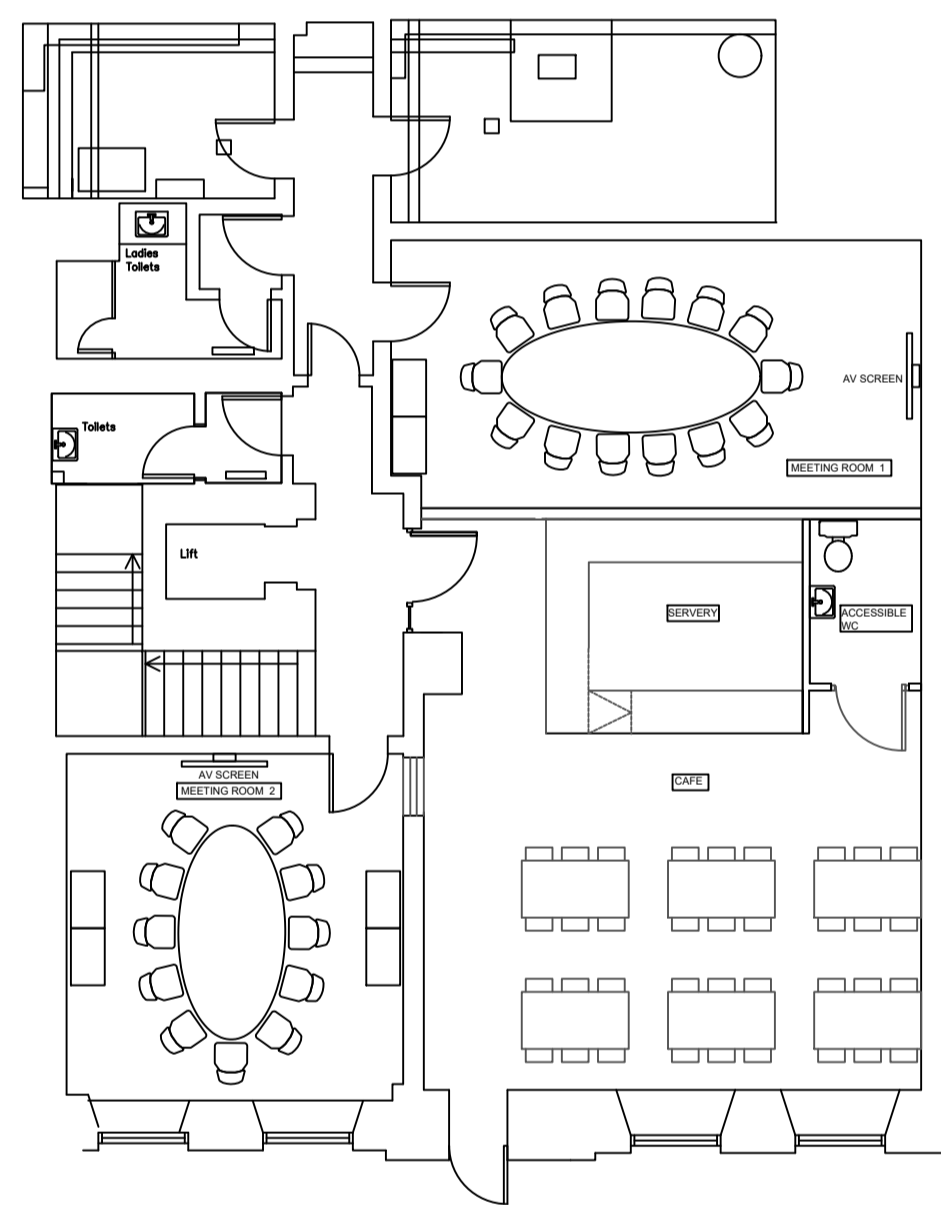 Ladies
Toilets
AV SCREEN
Toilets
MEETING ROOM 1
Lift
SERVERY
ACCESSIBLE
WC
AV SCREEN
CAFE
MEETING ROOM 2